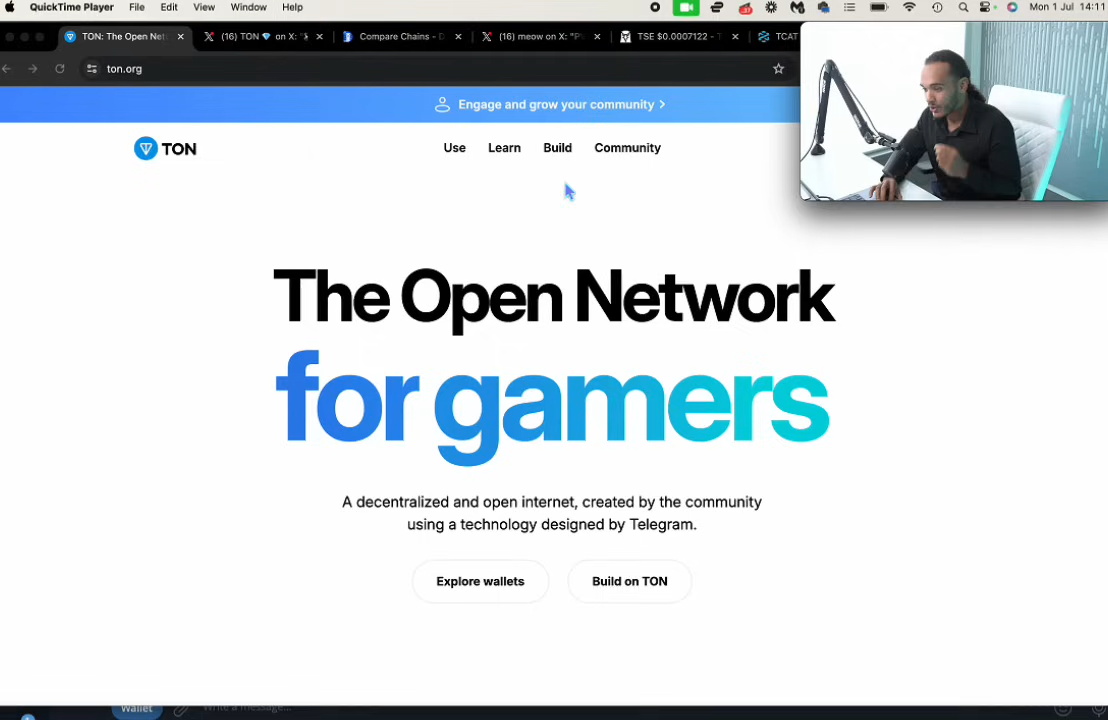 QuickTime Player File Edit View Window Help Mon 1 Jul 14:11
TON: The Open Net (16) TON 💎 on X: " Compare Chains - D (16) meow on X: "P TSE $0.0007122 - T TCAT
ton.org
Engage and grow your community
TON Use Learn Build Community
The Open Network
for gamers
A decentralized and open internet, created by the community
using a technology designed by Telegram.
Explore wallets Build on TON
Wallet Write a message...